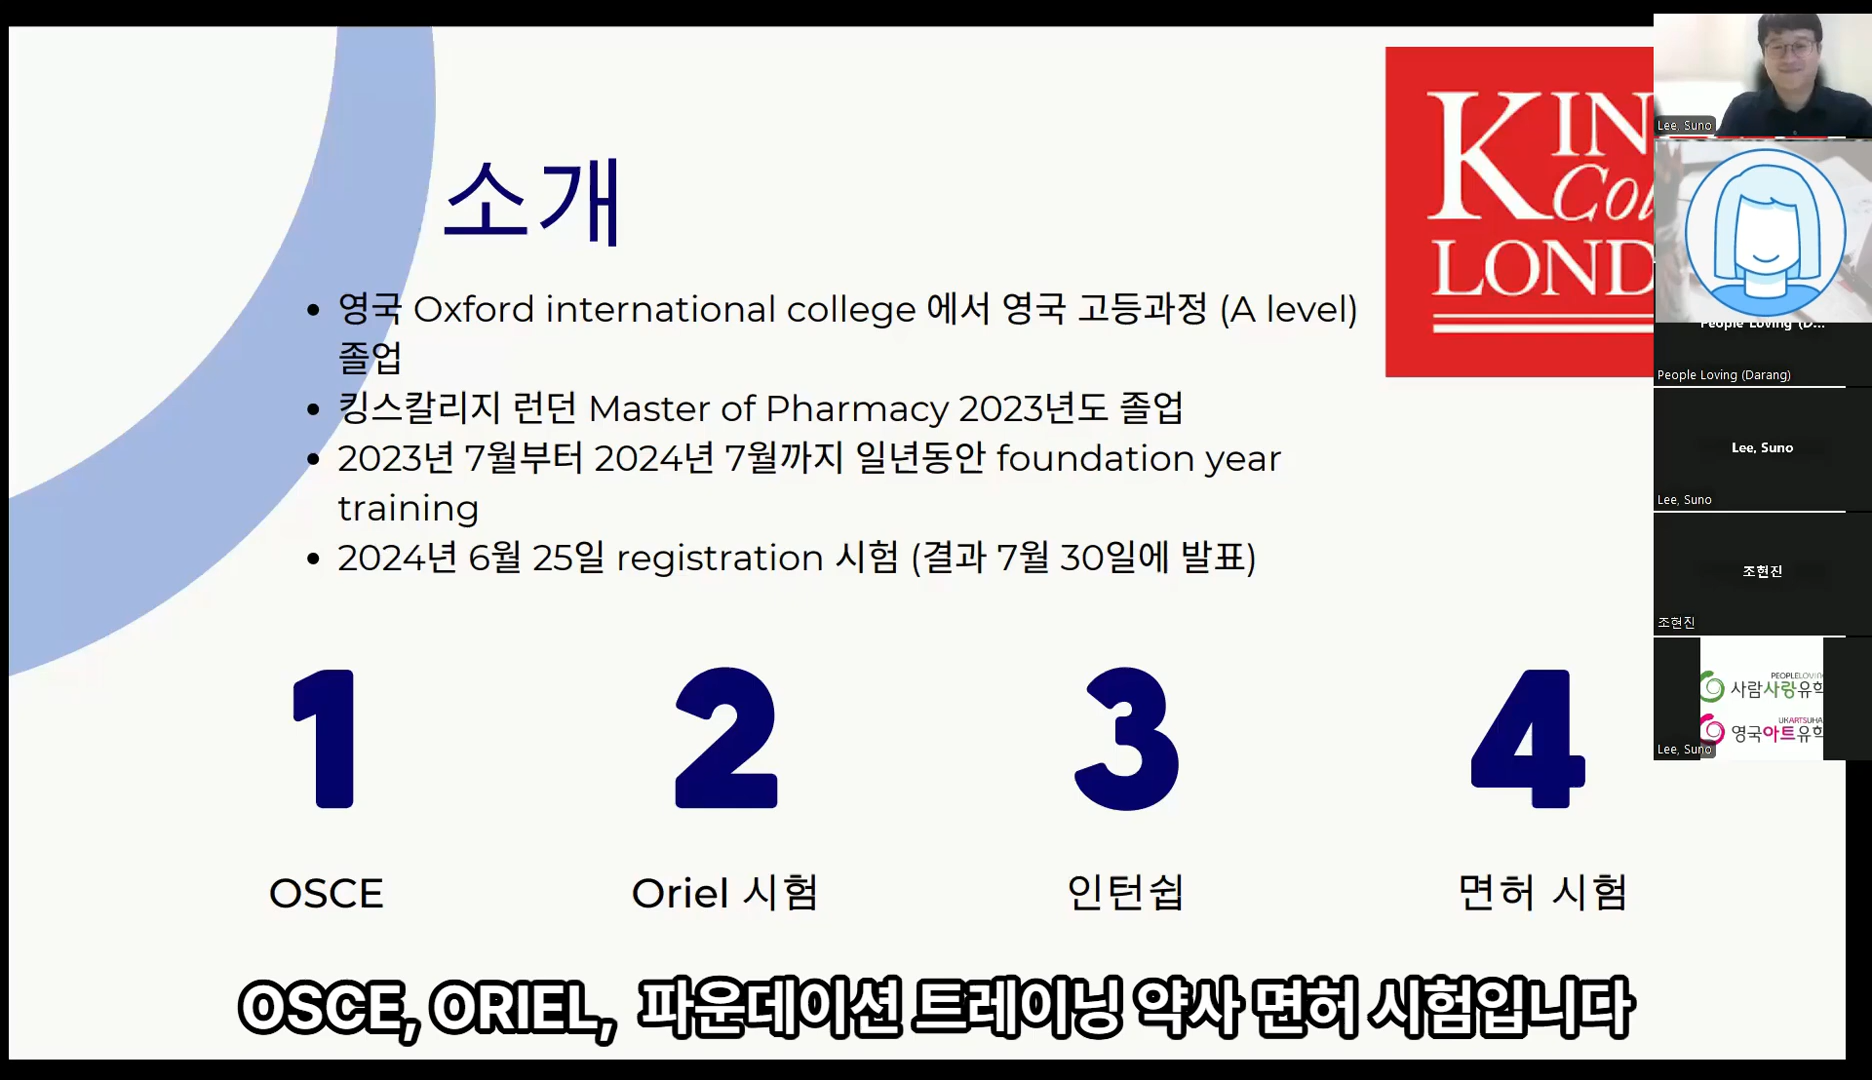 소개
영국 Oxford international college 에서 영국 고등과정 (A level)
졸업
킹스칼리지 런던 Master of Pharmacy 2023년도 졸업
2023년 7월부터 2024년 7월까지 일년동안 foundation year
training
2024년 6월 25일 registration 시험 (결과 7월 30일에 발표)
1
2
3
4
OSCE
Oriel 시험
인턴쉽
면허 시험
OSCE, ORIEL, 파운데이션 트레이닝 약사 면허 시험입니다
KIN
Col
LOND
Lee, Suno
People Loving (D...
People Loving (Darang)
Lee, Suno
Lee, Suno
조현진
조현진
PEOPLELOVIN
사람사랑유학
UKARTSUHA
영국아트유학
Lee, Suno